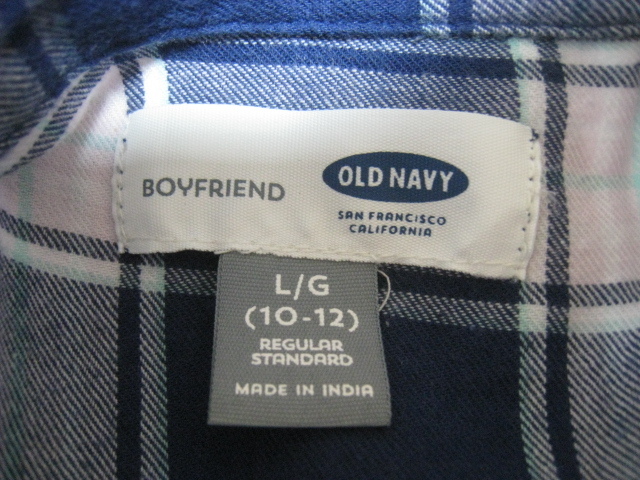 BOYFRIEND
OLD NAVY
SAN FRANCISCO
CALIFORNIA
L/G
(10-12)
REGULAR
STANDARD
MADE IN INDIA